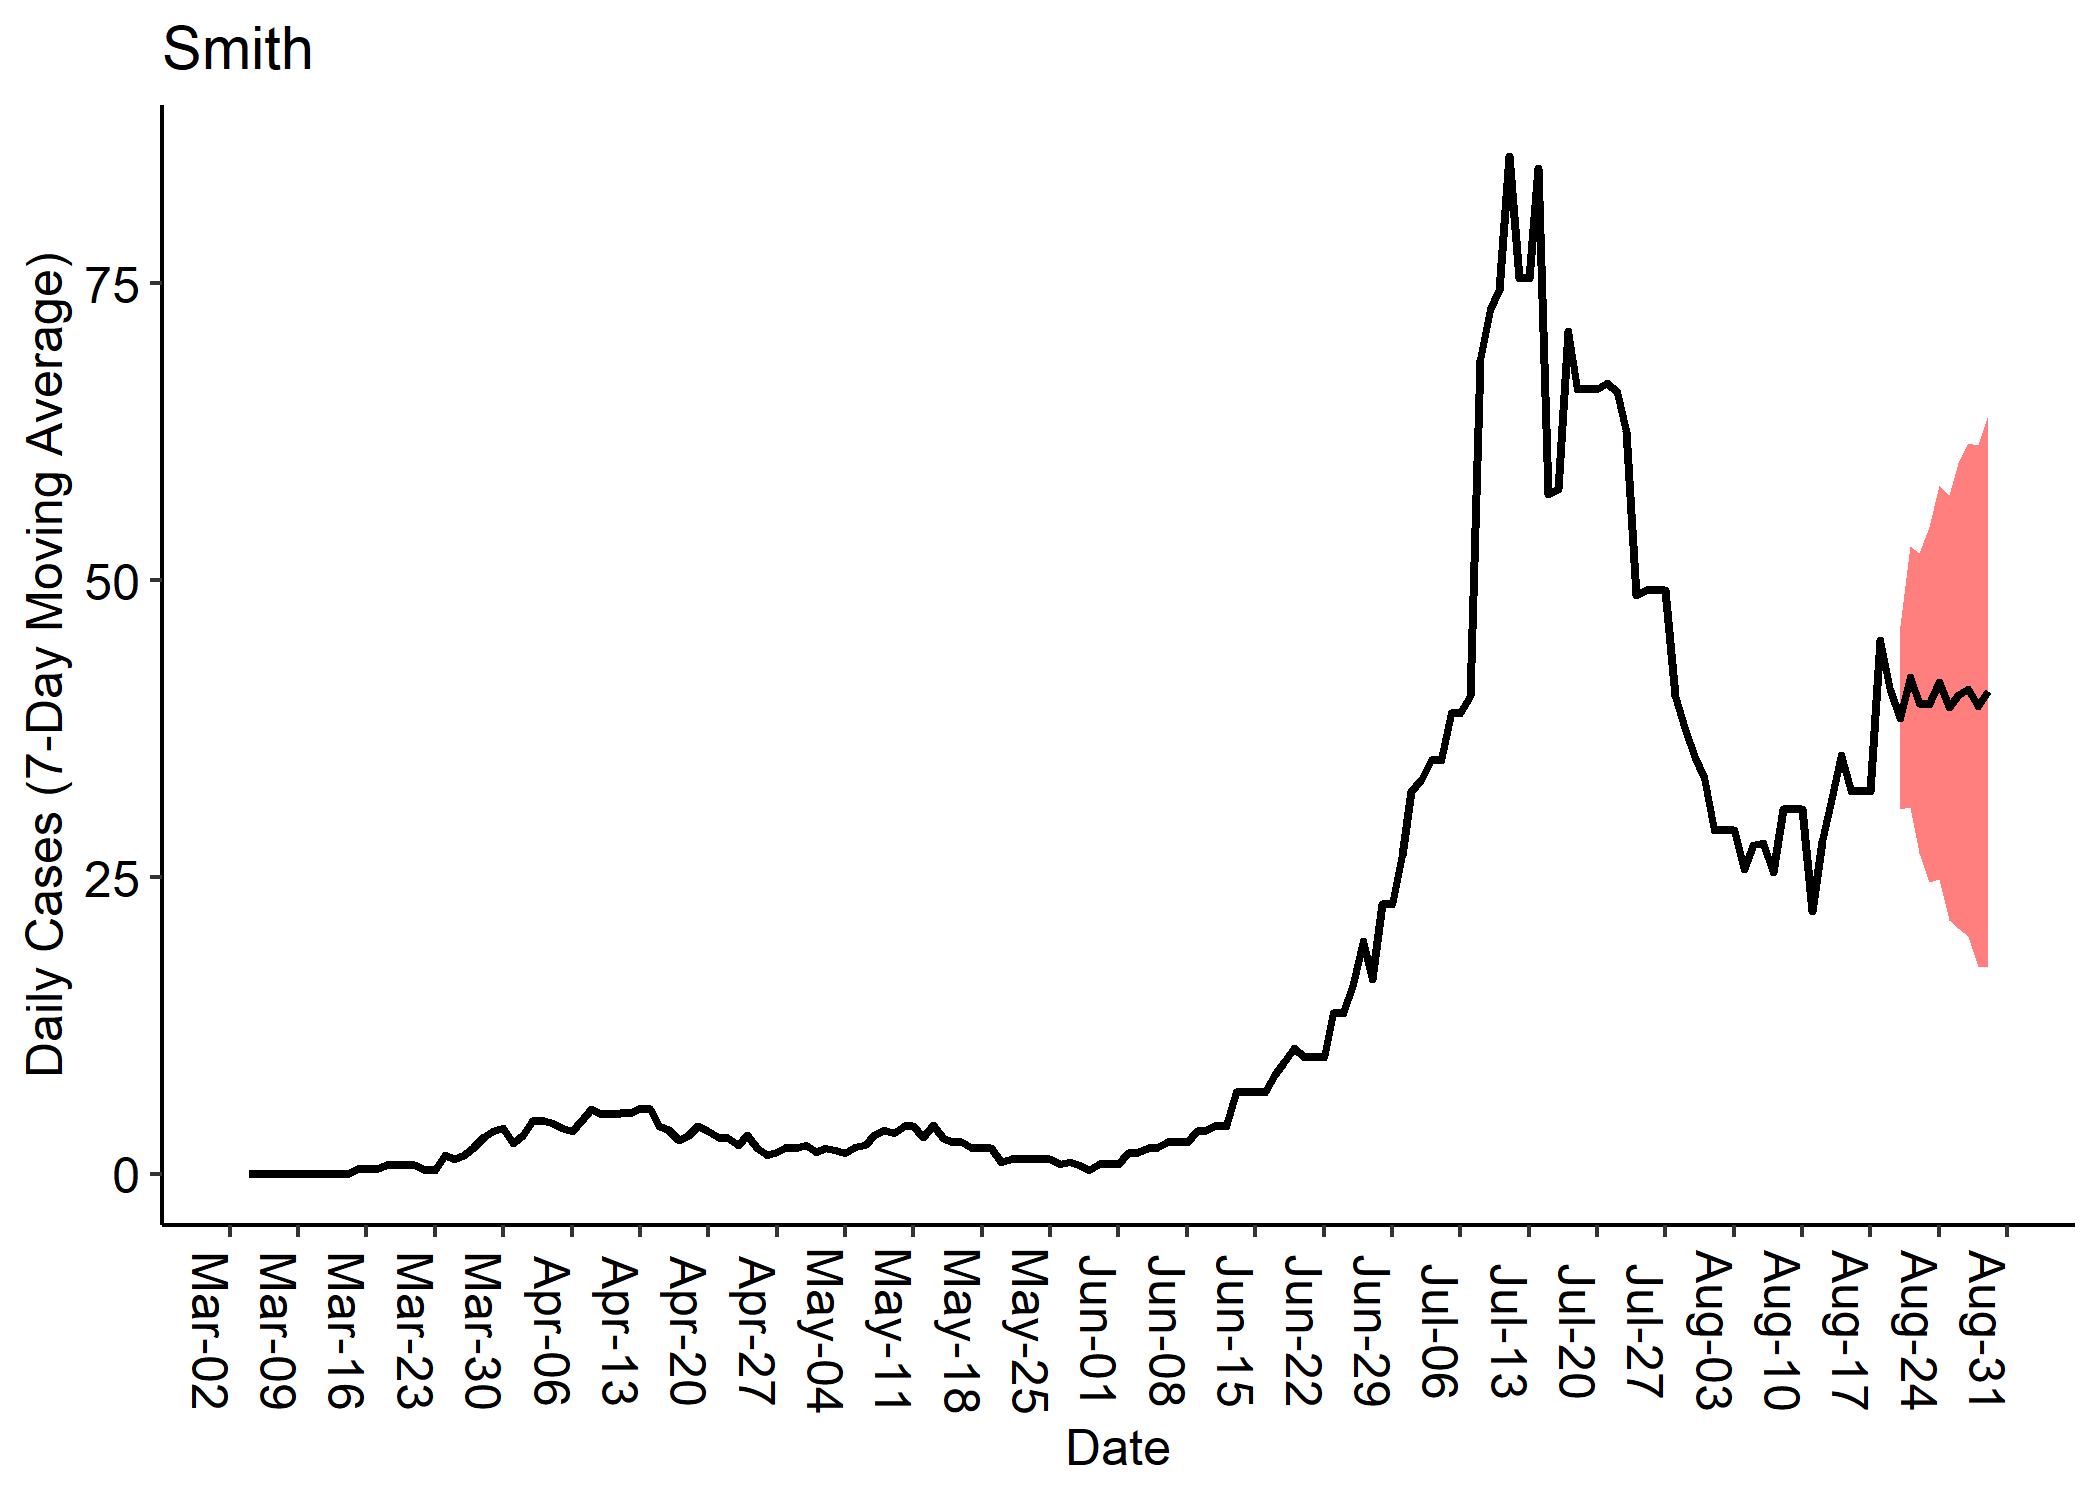 Smith
Daily Cases (7-Day Moving Average)
75
50
25
0
Mar-02
Mar-09
Mar-16
Mar-23
Mar-30
Apr-06
Apr-13
Apr-20
Apr-27
May-04
May-11
May-18
May-25
Jun-01
Jun-08
Jun-15
Jun-22
Jun-29
Jul-06
Jul-13
Jul-20
Jul-27
Aug-03
Aug-10
Aug-17
Aug-24
Aug-31
Date